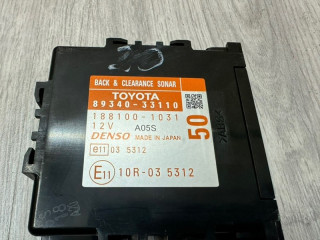 BACK & CLEARANCE SONAR
TOYOTA
89340-33110
188100-1031
12V A05S
DENSO MADE IN JAPAN
50
e11 03 5312
E11 10R-03 5312